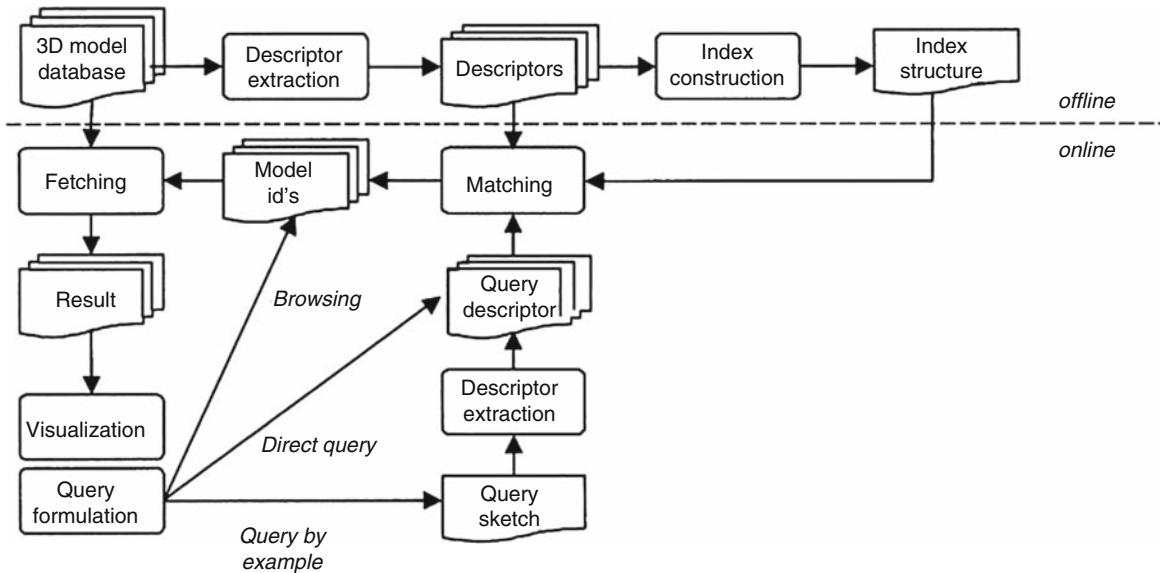 3D model
database
Descriptor
extraction
Descriptors
Index
construction
Index
structure
offline
online
Fetching
Model
id's
Matching
Result
Browsing
Query
descriptor
Visualization
Direct query
Descriptor
extraction
Query
formulation
Query
sketch
Query by
example